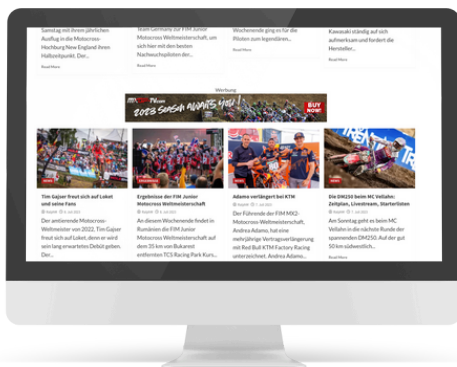 Samstag mit ihrem jährlichen
Ausflug in die Motocross-
Hochburg New England ihren
Haltezeitpunkt. Der...
Read More
Team Germany zur FIM Junior
Motocross Weltmeisterschaft, um
sich hier mit den besten
Nachwuchspiloten der...
Read More
Wochenende ging es für die
Piloten zum legendären...
Read More
Kawasaki ständig auf sich
aufmerksam und fordert die
Hersteller...
Read More
Werbung
TV.com
2023 SEASON AWAITS YOU!
BUY
NOW!
NEWS
Tim Gajser freut sich auf Loket
und seine Fans
Der amtierende Motocross-
Weltmeister von 2022, Tim Gajser
freut sich auf Loket, denn er wird
sein lang erwartetes Debüt geben.
Der...
Ergebnisse der FIM Junior
Motocross Weltmeisterschaft
An diesem Wochenende findet in
Rumänien die FIM Junior
Motocross Weltmeisterschaft auf
dem 35 km von Bukarest
entfernten TCS Racing Park Kurs...
NEWS
Adamo verlängert bei KTM
Der Führende der FIM MX2-
Motocross-Weltmeisterschaft,
Andrea Adamo, hat eine
mehrjährige Vertragsverlängerung
mit Red Bull KTM Factory Racing
unterzeichnet. Andrea Adamo...
NEWS
Die DM250 beim MC Vellahn:
Zeitplan, Livestream, Starterlisten
Am Sonntag geht es beim MC
Vellahn in die nächste Runde der
spannenden DM250. Auf der gut
50 km südwestlich...
Read More